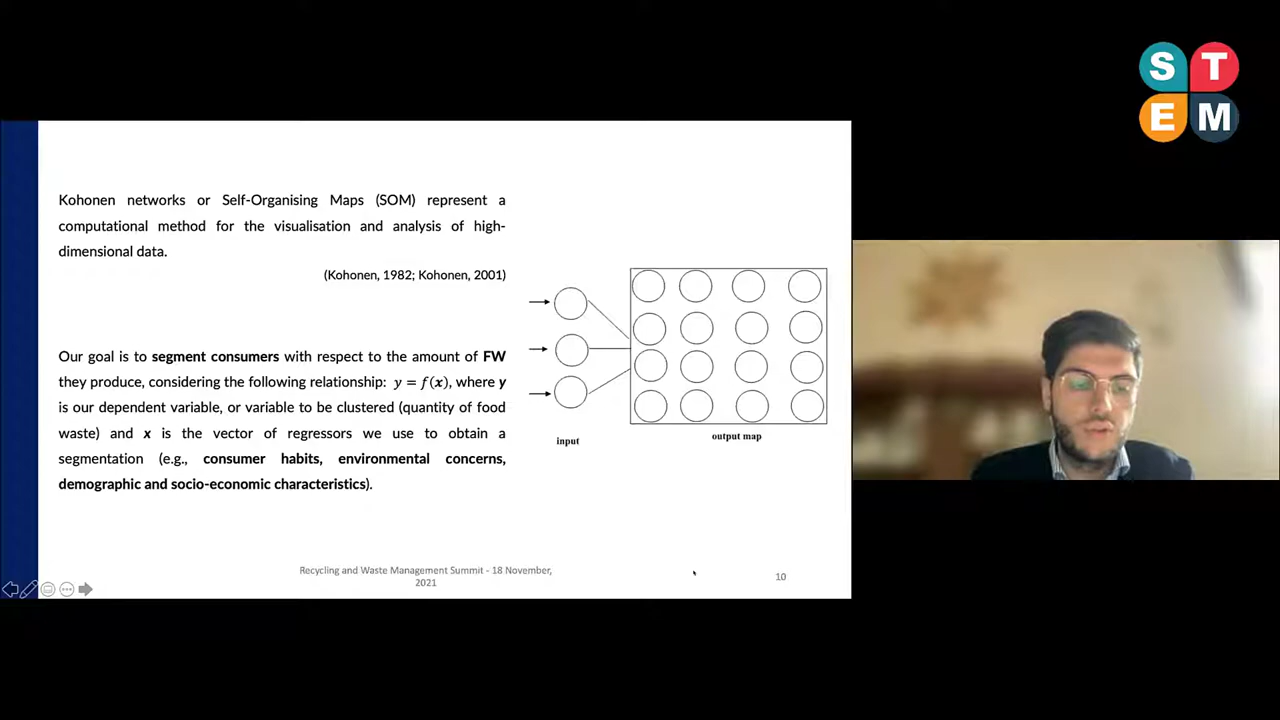 S T
E M
Kohonen networks or Self-Organising Maps (SOM) represent a
computational method for the visualisation and analysis of high-
dimensional data.
(Kohonen, 1982; Kohonen, 2001)
Our goal is to segment consumers with respect to the amount of FW
they produce, considering the following relationship: y = f(x), where y
is our dependent variable, or variable to be clustered (quantity of food
waste) and x is the vector of regressors we use to obtain a
segmentation (e.g., consumer habits, environmental concerns,
demographic and socio-economic characteristics).
input
output map
Recycling and Waste Management Summit - 18 November,
2021
10